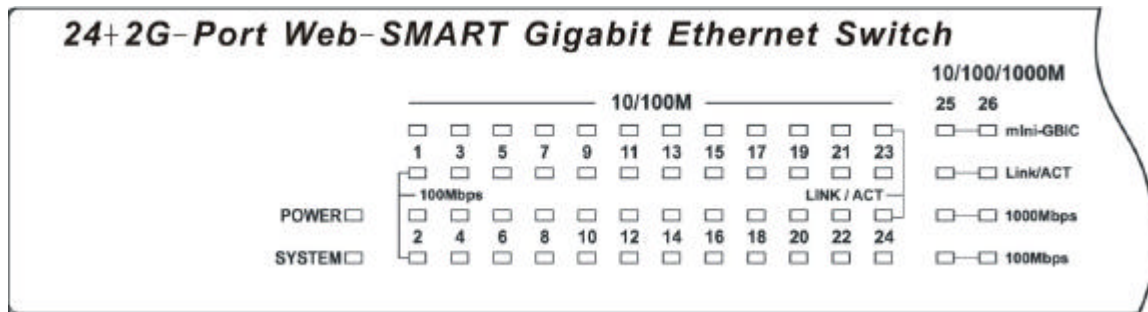 24+2G-Port Web-SMART Gigabit Ethernet Switch
10/100/1000M
10/100M
25 26
mIni-GBIC
1 3 5 7 9 11 13 15 17 19 21 23
Link/ACT
100Mbps
LINK / ACT
POWER
1000Mbps
2 4 6 8 10 12 14 16 18 20 22 24
SYSTEM
100Mbps